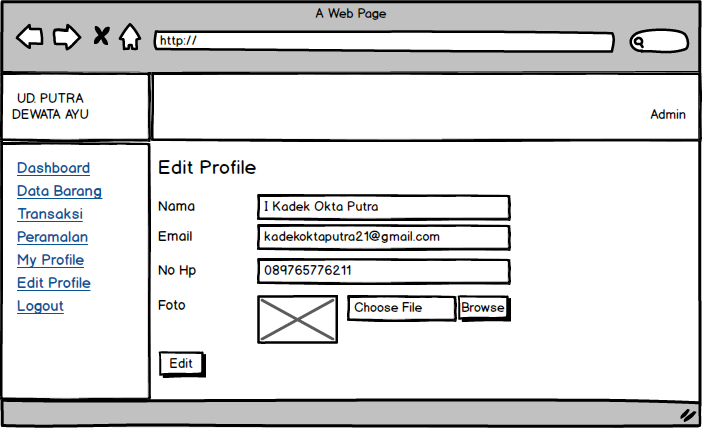 A Web Page
http://
UD. PUTRA
DEWATA AYU
Admin
Dashboard
Data Barang
Transaksi
Peramalan
My Profile
Edit Profile
Logout
Edit Profile
Nama
I Kadek Okta Putra
Email
kadekoktaputra21@gmail.com
No Hp
089765776211
Foto
Choose File
Browse
Edit